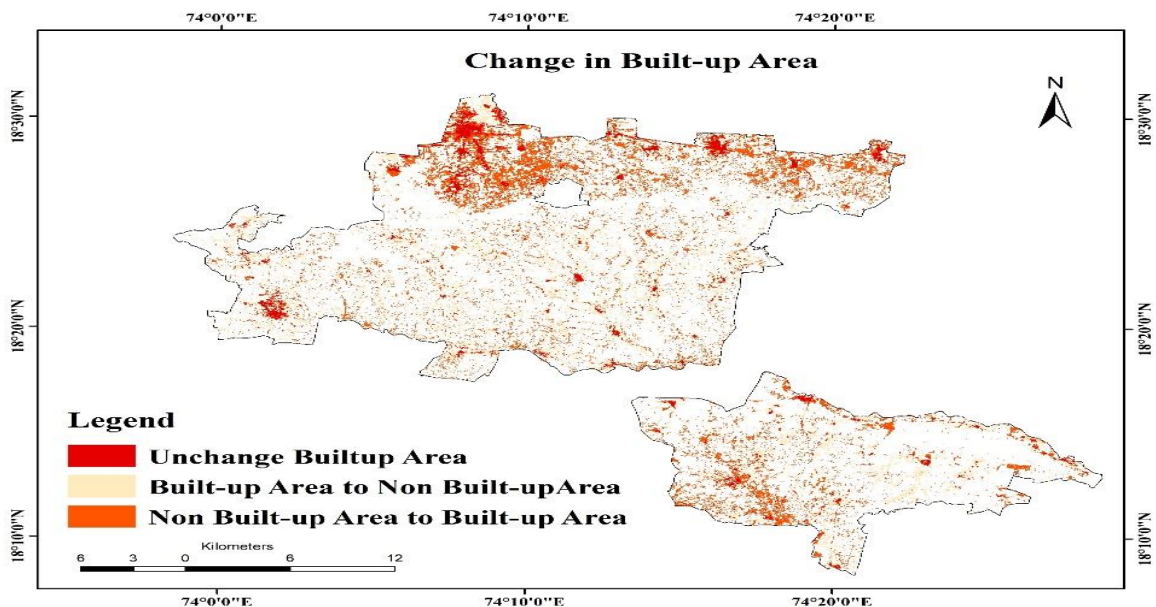 74°0'0"E 74°10'0"E 74°20'0"E
Change in Built-up Area
N
18°30'0"N 18°30'0"N
18°20'0"N 18°20'0"N
Legend
Unchange Builtup Area
Built-up Area to Non Built-upArea
Non Built-up Area to Built-up Area
18°10'0"N 18°10'0"N
Kilometers
6 3 0 6 12
74°0'0"E 74°10'0"E 74°20'0"E